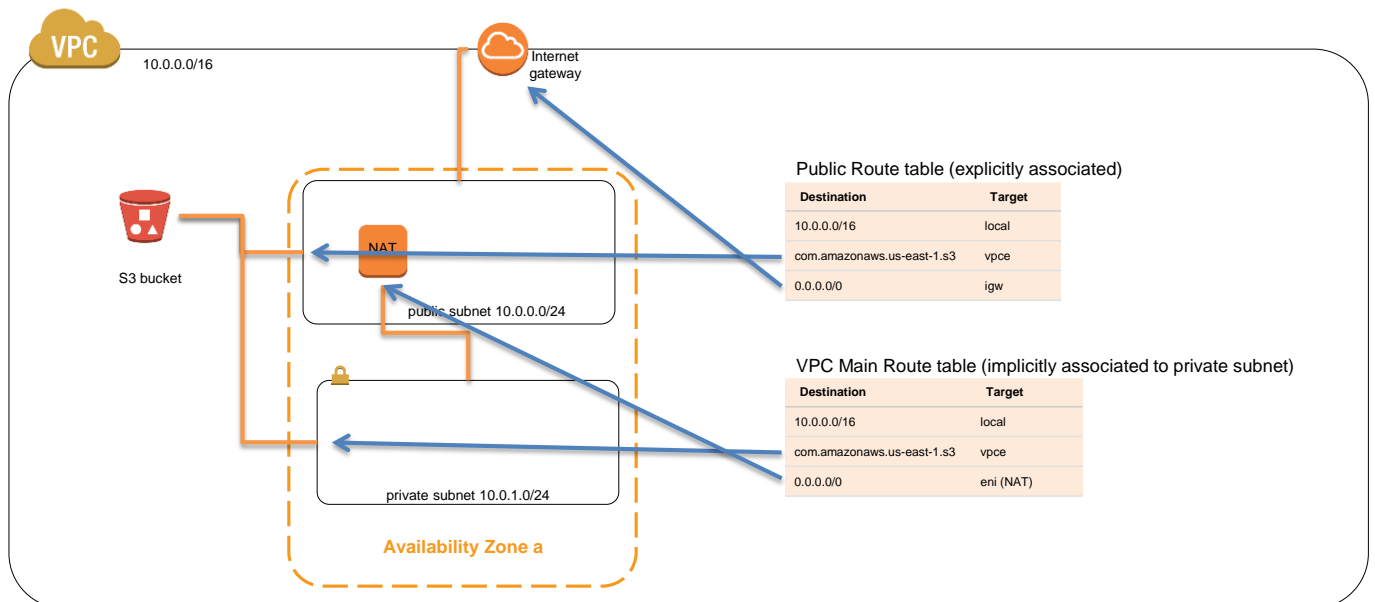 VPC
10.0.0.0/16
Internet
gateway
S3 bucket
NAT
public subnet 10.0.0.0/24
private subnet 10.0.1.0/24
Availability Zone a
Public Route table (explicitly associated)
Destination Target
10.0.0.0/16 local
com.amazonaws.us-east-1.s3 vpce
0.0.0.0/0 igw
VPC Main Route table (implicitly associated to private subnet)
Destination Target
10.0.0.0/16 local
com.amazonaws.us-east-1.s3 vpce
0.0.0.0/0 eni (NAT)